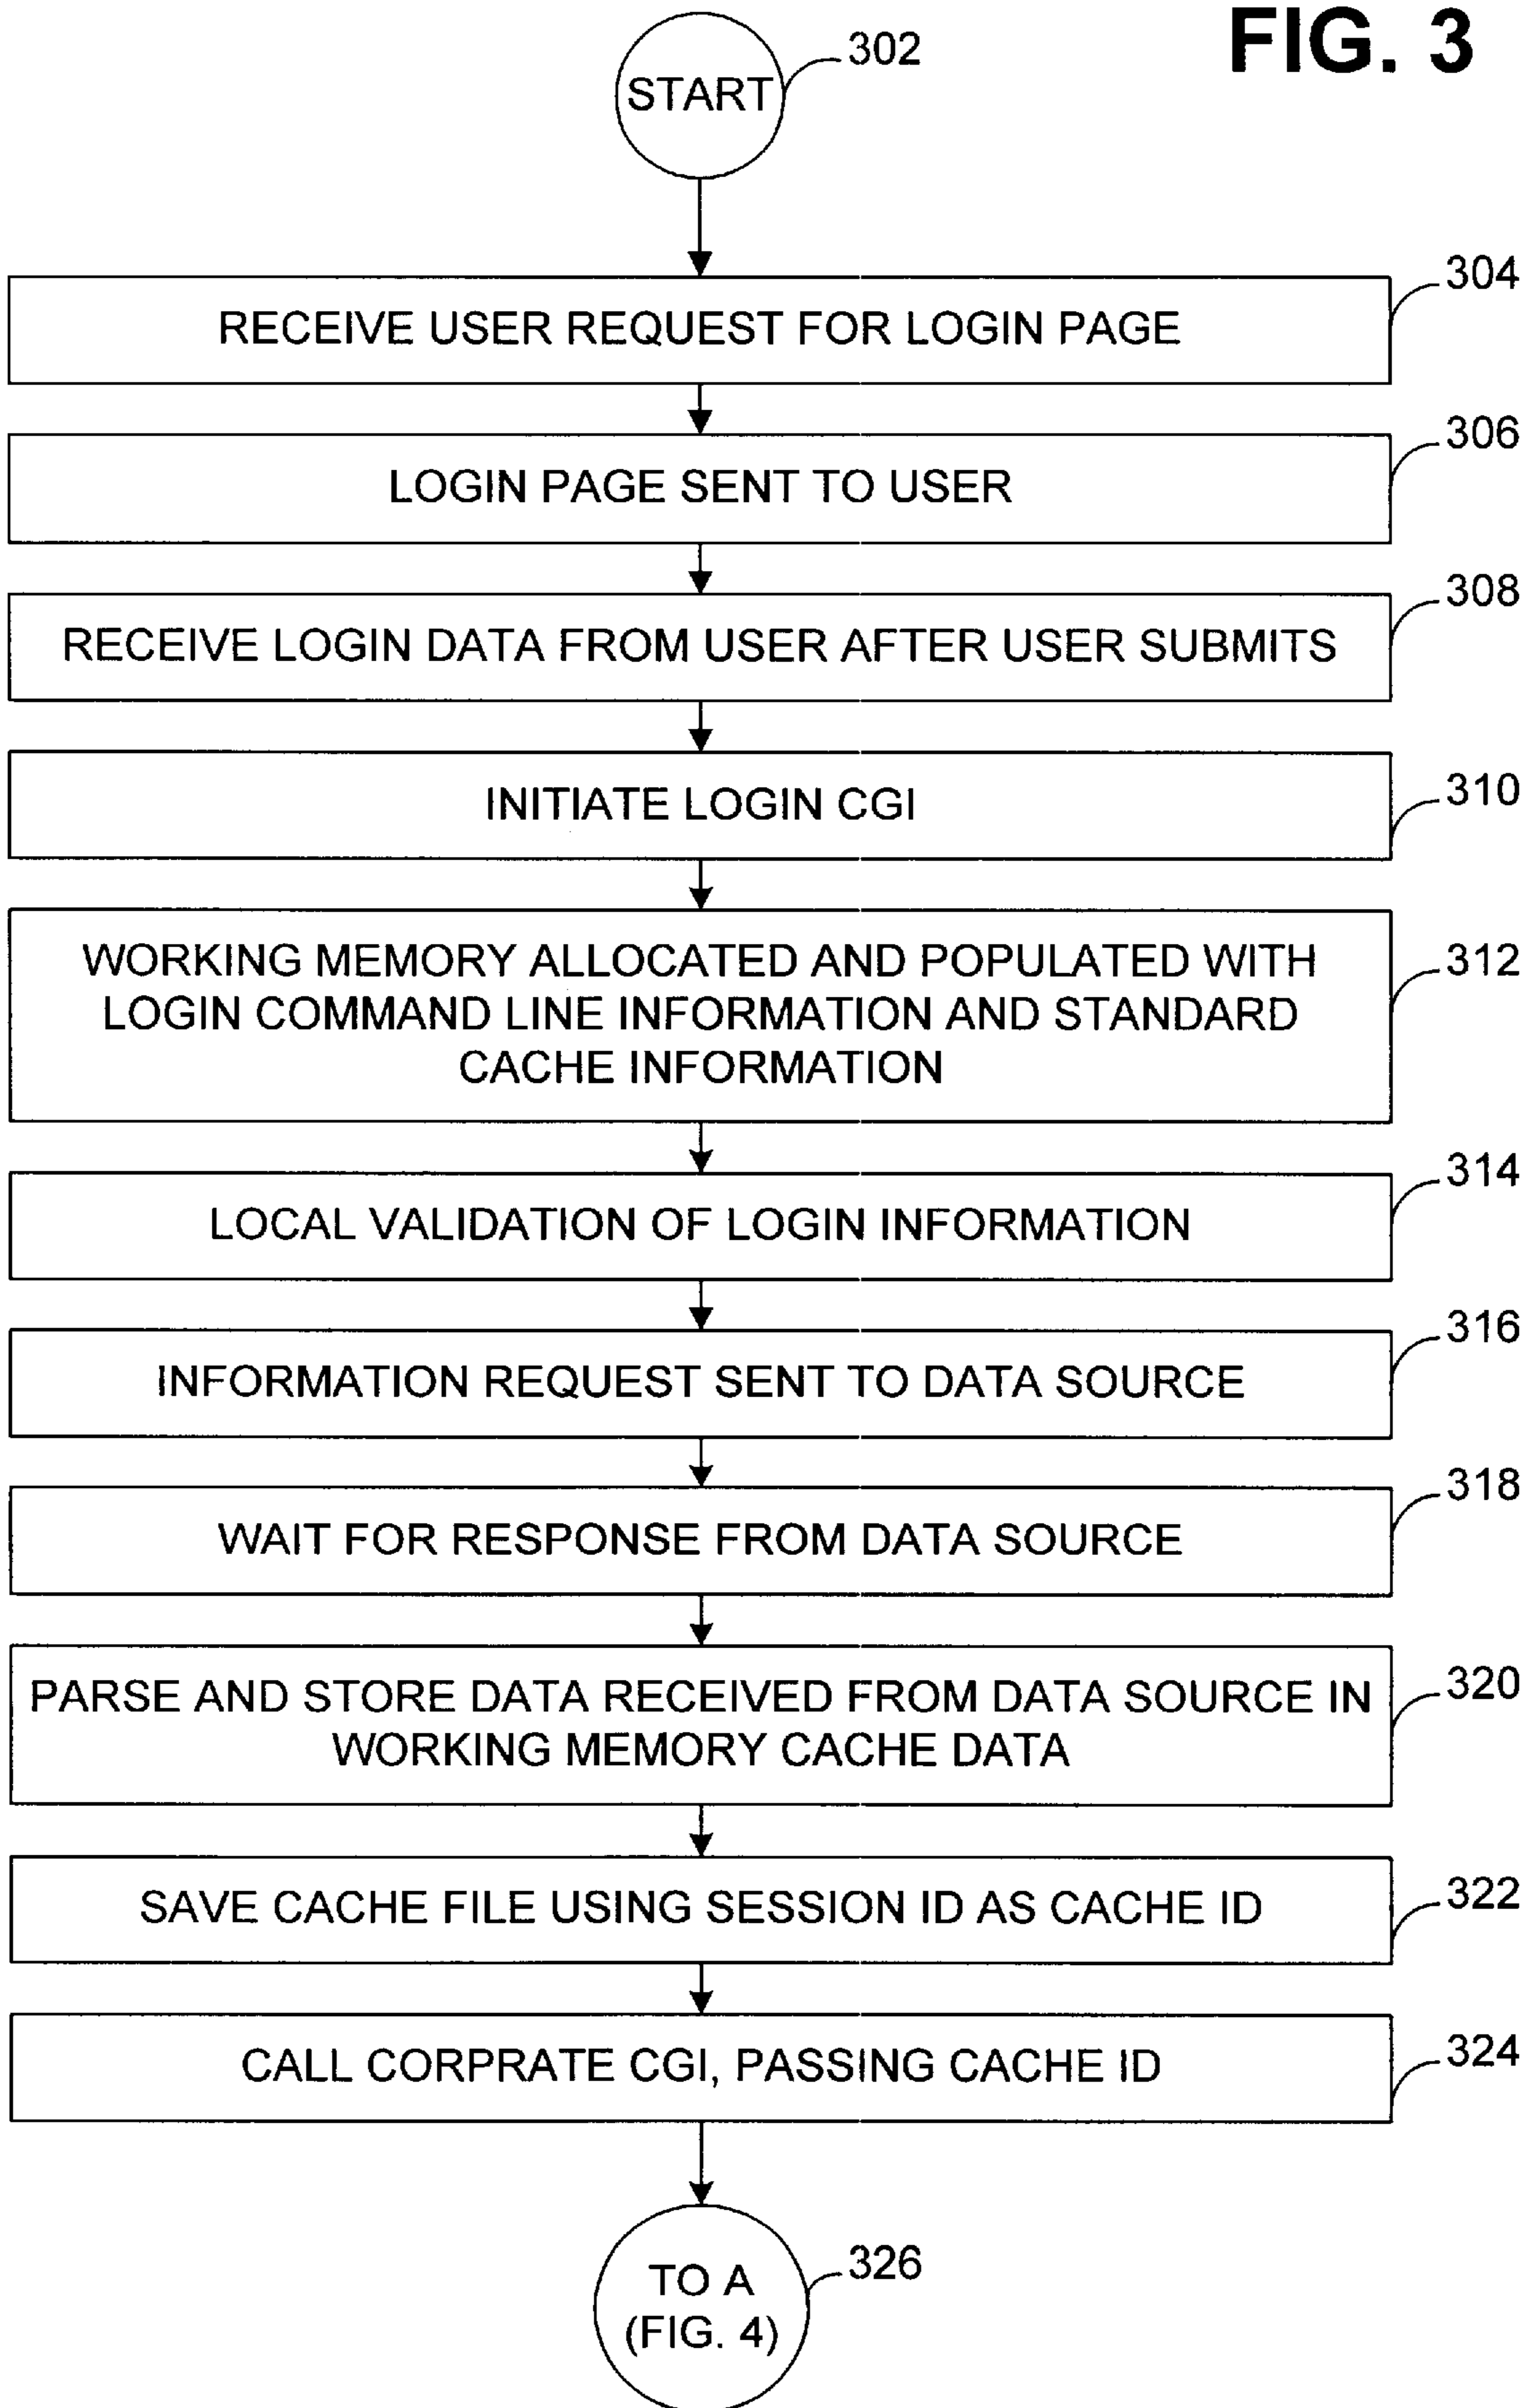 FIG. 3
START
302
304
RECEIVE USER REQUEST FOR LOGIN PAGE
306
LOGIN PAGE SENT TO USER
308
RECEIVE LOGIN DATA FROM USER AFTER USER SUBMITS
310
INITIATE LOGIN CGI
312
WORKING MEMORY ALLOCATED AND POPULATED WITH
LOGIN COMMAND LINE INFORMATION AND STANDARD
CACHE INFORMATION
314
LOCAL VALIDATION OF LOGIN INFORMATION
316
INFORMATION REQUEST SENT TO DATA SOURCE
318
WAIT FOR RESPONSE FROM DATA SOURCE
320
PARSE AND STORE DATA RECEIVED FROM DATA SOURCE IN
WORKING MEMORY CACHE DATA
322
SAVE CACHE FILE USING SESSION ID AS CACHE ID
324
CALL CORPRATE CGI, PASSING CACHE ID
326
TO A
(FIG. 4)